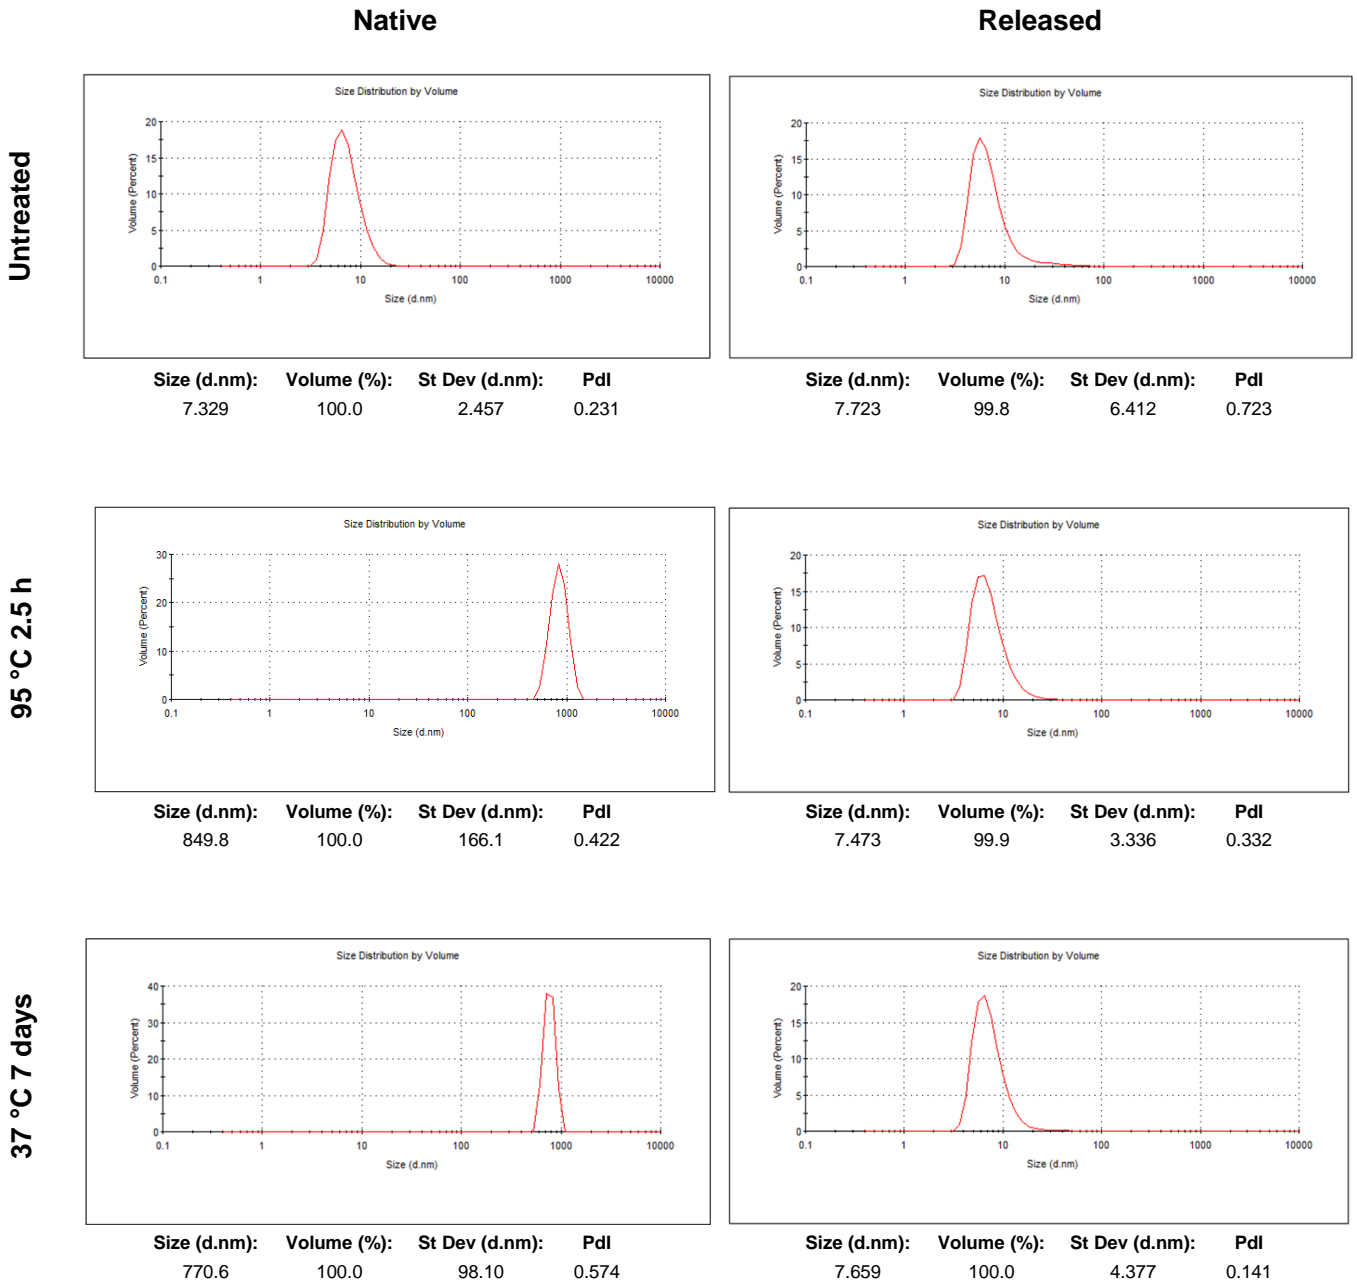 Native Released
Untreated
Size Distribution by Volume
Volume (Percent)
20
15
10
5
0
0.1 1 10 100 1000 10000
Size (d.nm)
Size (d.nm): Volume (%): St Dev (d.nm): PdI
7.329 100.0 2.457 0.231
Size Distribution by Volume
Volume (Percent)
20
15
10
5
0
0.1 1 10 100 1000 10000
Size (d.nm)
Size (d.nm): Volume (%): St Dev (d.nm): PdI
7.723 99.8 6.412 0.723
95 °C 2.5 h
Size Distribution by Volume
Volume (Percent)
30
20
10
0
0.1 1 10 100 1000 10000
Size (d.nm)
Size (d.nm): Volume (%): St Dev (d.nm): PdI
849.8 100.0 166.1 0.422
Size Distribution by Volume
Volume (Percent)
20
15
10
5
0
0.1 1 10 100 1000 10000
Size (d.nm)
Size (d.nm): Volume (%): St Dev (d.nm): PdI
7.473 99.9 3.336 0.332
37 °C 7 days
Size Distribution by Volume
Volume (Percent)
40
30
20
10
0
0.1 1 10 100 1000 10000
Size (d.nm)
Size (d.nm): Volume (%): St Dev (d.nm): PdI
770.6 100.0 98.10 0.574
Size Distribution by Volume
Volume (Percent)
20
15
10
5
0
0.1 1 10 100 1000 10000
Size (d.nm)
Size (d.nm): Volume (%): St Dev (d.nm): PdI
7.659 100.0 4.377 0.141